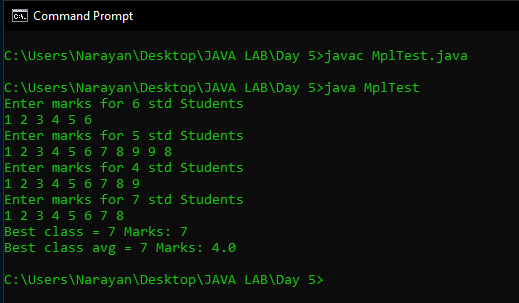 Command Prompt
C:\Users\Narayan\Desktop\JAVA LAB\Day 5>javac MplTest.java
C:\Users\Narayan\Desktop\JAVA LAB\Day 5>java MplTest
Enter marks for 6 std Students
1 2 3 4 5 6
Enter marks for 5 std Students
1 2 3 4 5 6 7 8 9 9 8
Enter marks for 4 std Students
1 2 3 4 5 6 7 8 9
Enter marks for 7 std Students
1 2 3 4 5 6 7 8
Best class = 7 Marks: 7
Best class avg = 7 Marks: 4.0
C:\Users\Narayan\Desktop\JAVA LAB\Day 5>